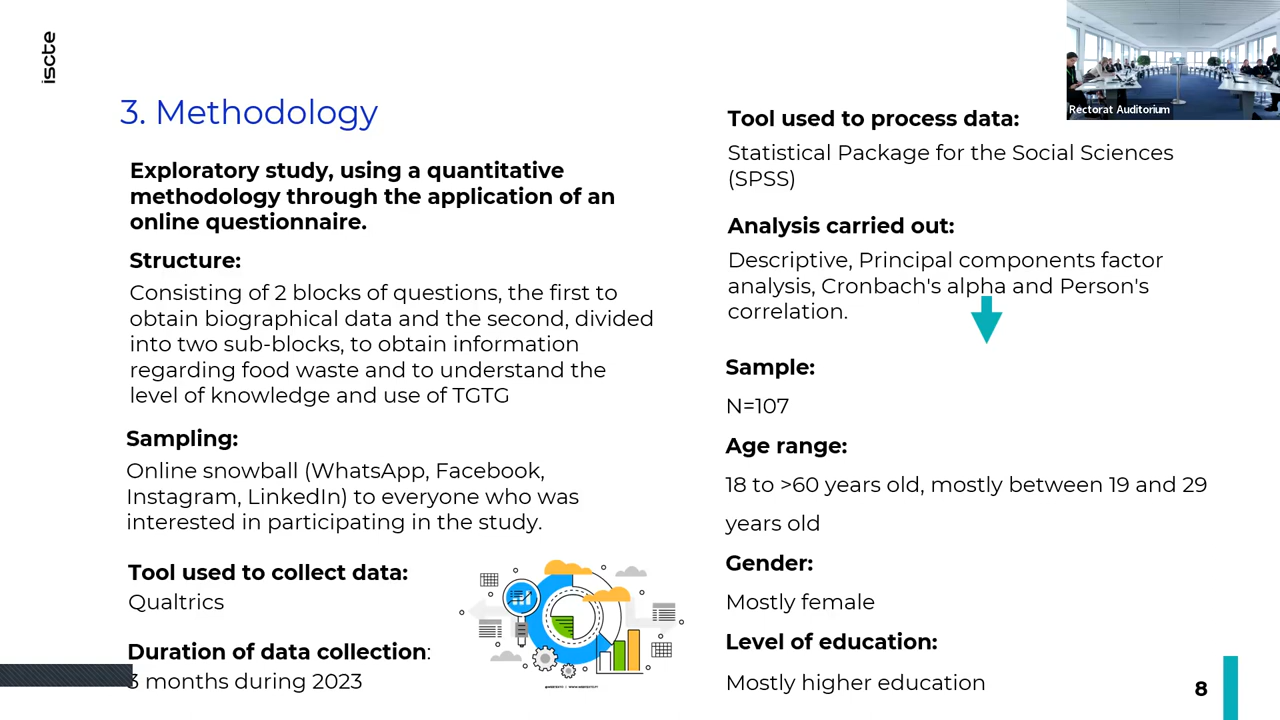 iscte
3. Methodology
Exploratory study, using a quantitative
methodology through the application of an
online questionnaire.
Structure:
Consisting of 2 blocks of questions, the first to
obtain biographical data and the second, divided
into two sub-blocks, to obtain information
regarding food waste and to understand the
level of knowledge and use of TGTG
Sampling:
Online snowball (WhatsApp, Facebook,
Instagram, LinkedIn) to everyone who was
interested in participating in the study.
Tool used to collect data:
Qualtrics
Duration of data collection:
3 months during 2023
Rectorat Auditorium
Tool used to process data:
Statistical Package for the Social Sciences
(SPSS)
Analysis carried out:
Descriptive, Principal components factor
analysis, Cronbach's alpha and Person's
correlation.
Sample:
N=107
Age range:
18 to >60 years old, mostly between 19 and 29
years old
Gender:
Mostly female
Level of education:
Mostly higher education
8